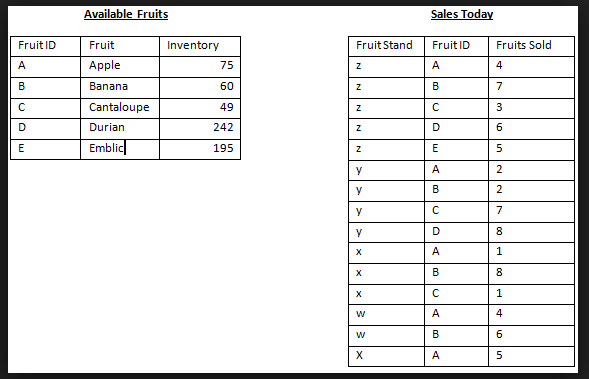 Available Fruits
Fruit ID Fruit Inventory
A Apple 75
B Banana 60
C Cantaloupe 49
D Durian 242
E Emblic 195
Sales Today
Fruit Stand Fruit ID Fruits Sold
z A 4
z B 7
z C 3
z D 6
z E 5
y A 2
y B 2
y C 7
y D 8
x A 1
x B 8
x C 1
w A 4
w B 6
X A 5